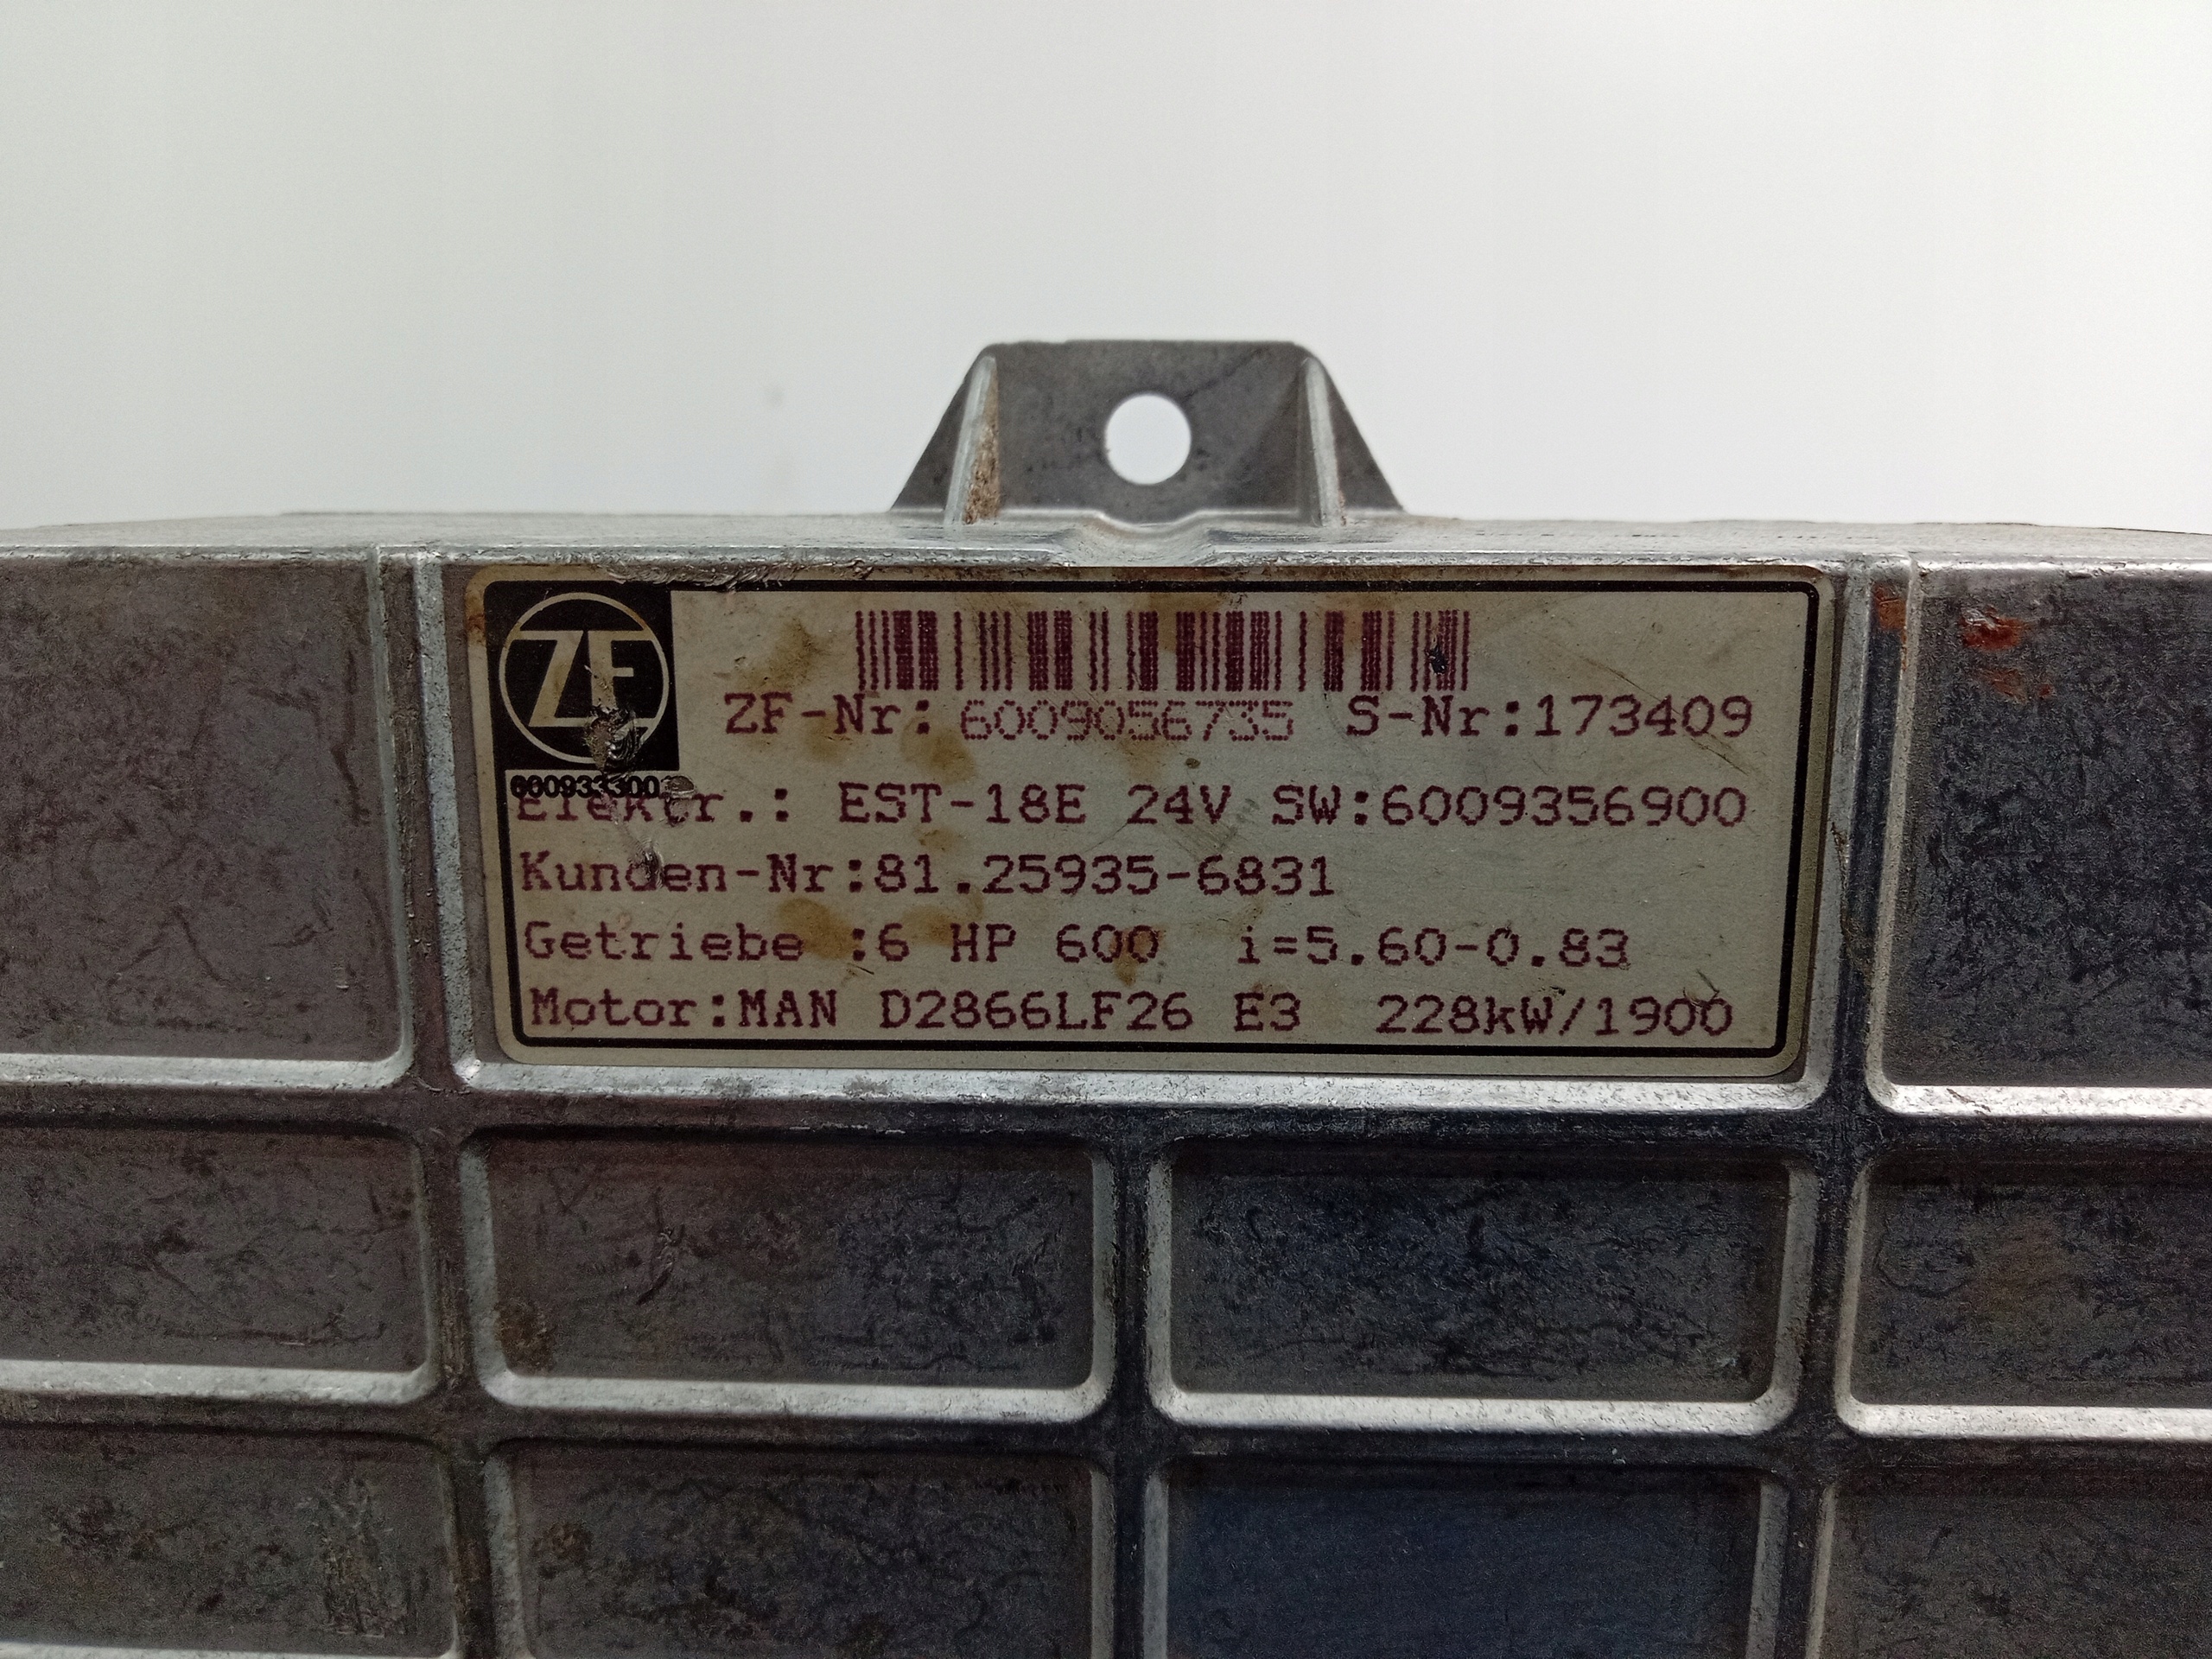 ZF
ZF-Nr: 6009056735 S-Nr:173409
Elektr.: EST-18E 24V SW:6009356900
Kunden-Nr:81.25935-6831
Getriebe :6 HP 600 i=5.60-0.83
Motor:MAN D2866LF26 E3 228kW/1900